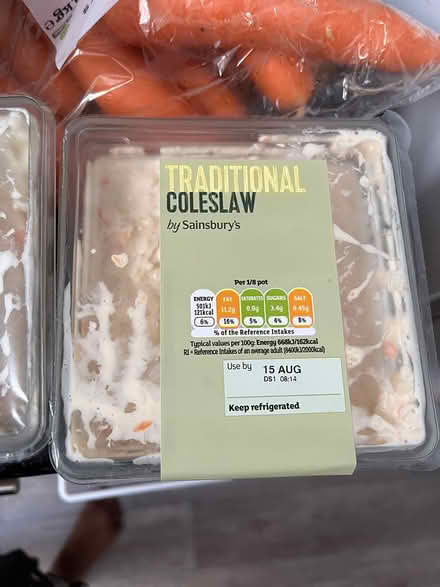 TRADITIONAL
COLESLAW
by Sainsbury's
Per 1/8 pot
ENERGY FAT SATURATES SUGARS SALT
501kJ
121kcal 11.2g 0.9g 3.4g 0.45g
6% 16% 5% 4% 8%
% of the Reference Intakes
Typical values per 100g: Energy 668kJ/162kcal
RI = Reference Intakes of an average adult (8400kJ/2000kcal)
Use by 15 AUG
DS1 08:14
Keep refrigerated